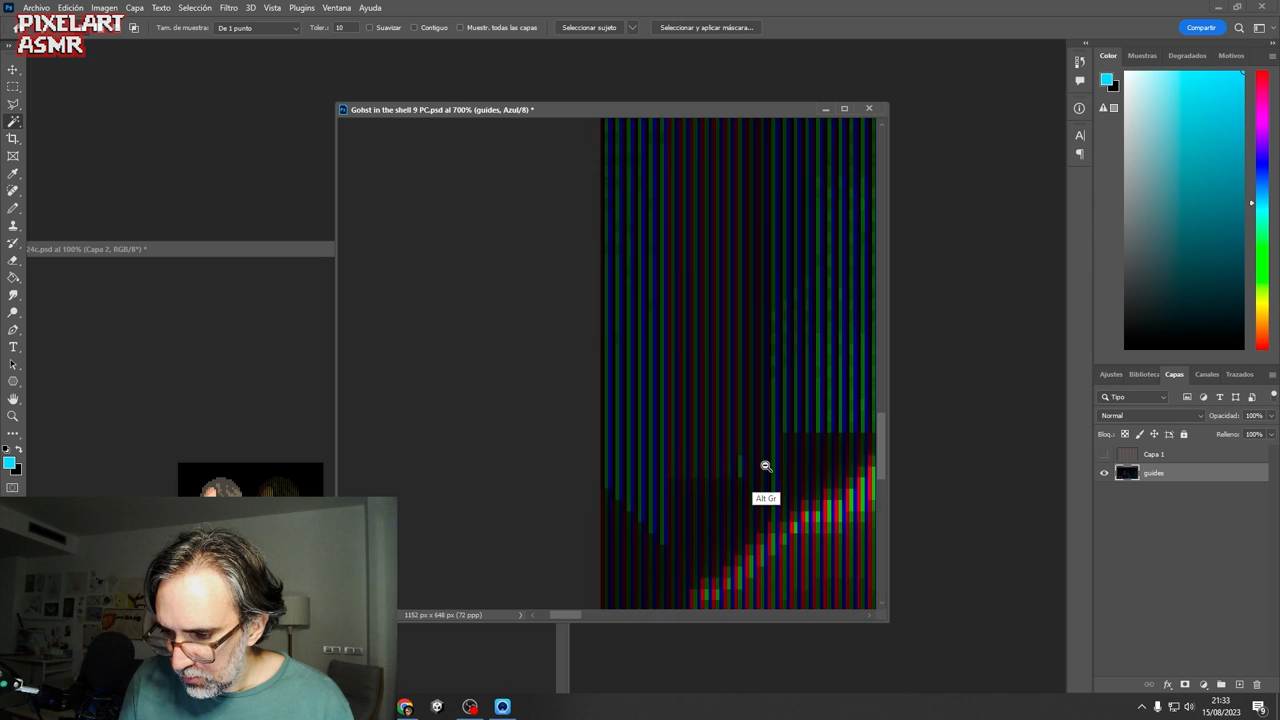 Archivo Edición Imagen Capa Texto Selección Filtro 3D Vista Plugins Ventana Ayuda
PIXELART
ASMR
Tam. de muestra: De 1 punto Toler.: 10 Suavizar Contiguo Muestr. todas las capas Seleccionar sujeto Seleccionar y aplicar máscara... Compartir
Color Muestras Degradados Motivos
Gohst in the shell 9 PC.psd al 700% (guides, Azul/8) *
24c.psd al 100% (Capa 2, RGB/8*) *
Alt Gr
Ajustes Bibliotec Capas Canales Trazados
Tipo
Normal Opacidad: 100%
Bloq.: Relleno: 100%
Capa 1
guides
1152 px x 648 px (72 ppp)
21:33
15/08/2023